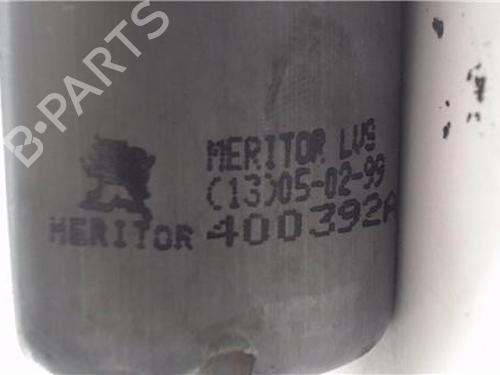 B-PARTS
MERITOR LVS
(13)05-02-99
MERITOR 400392A